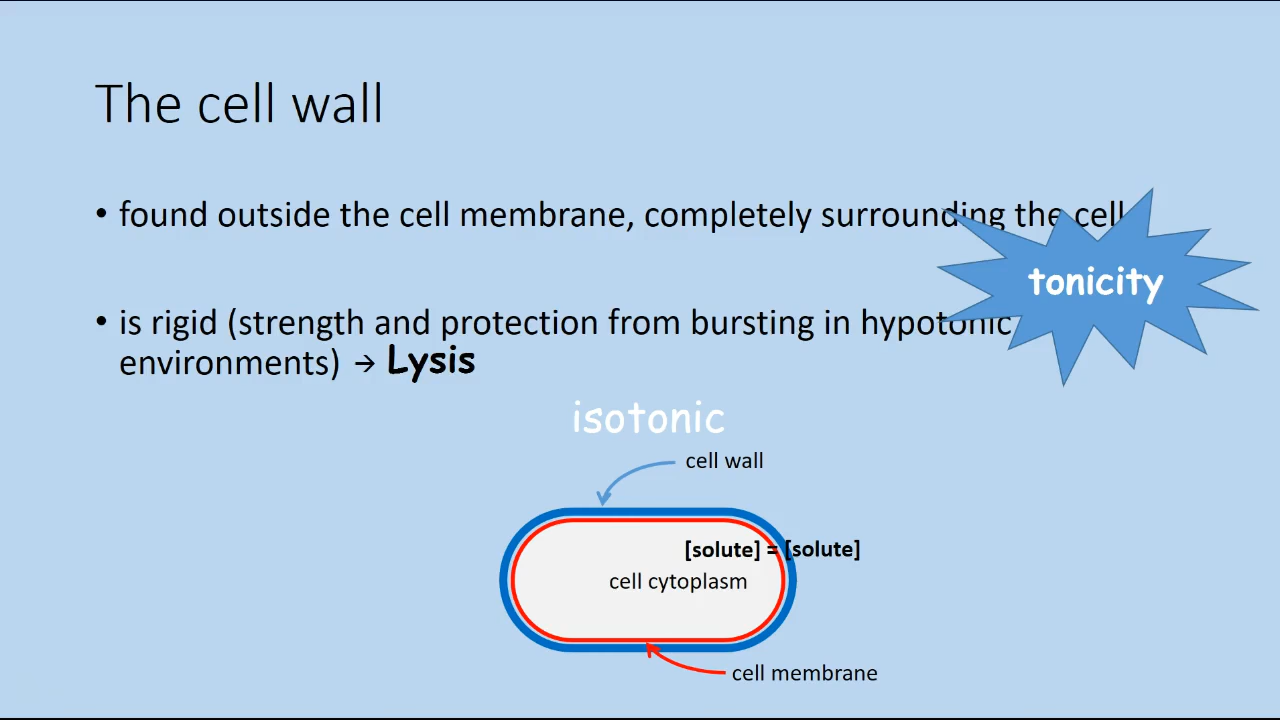 The cell wall
• found outside the cell membrane, completely surrounding the cell
tonicity
• is rigid (strength and protection from bursting in hypotonic
environments) → Lysis
isotonic
cell wall
[solute] = [solute]
cell cytoplasm
cell membrane